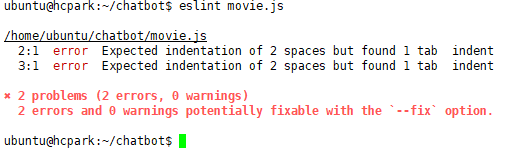 ubuntu@hcpark:~/chatbot$ eslint movie.js
/home/ubuntu/chatbot/movie.js
2:1 error Expected indentation of 2 spaces but found 1 tab indent
3:1 error Expected indentation of 2 spaces but found 1 tab indent
✖ 2 problems (2 errors, 0 warnings)
2 errors and 0 warnings potentially fixable with the `--fix` option.
ubuntu@hcpark:~/chatbot$